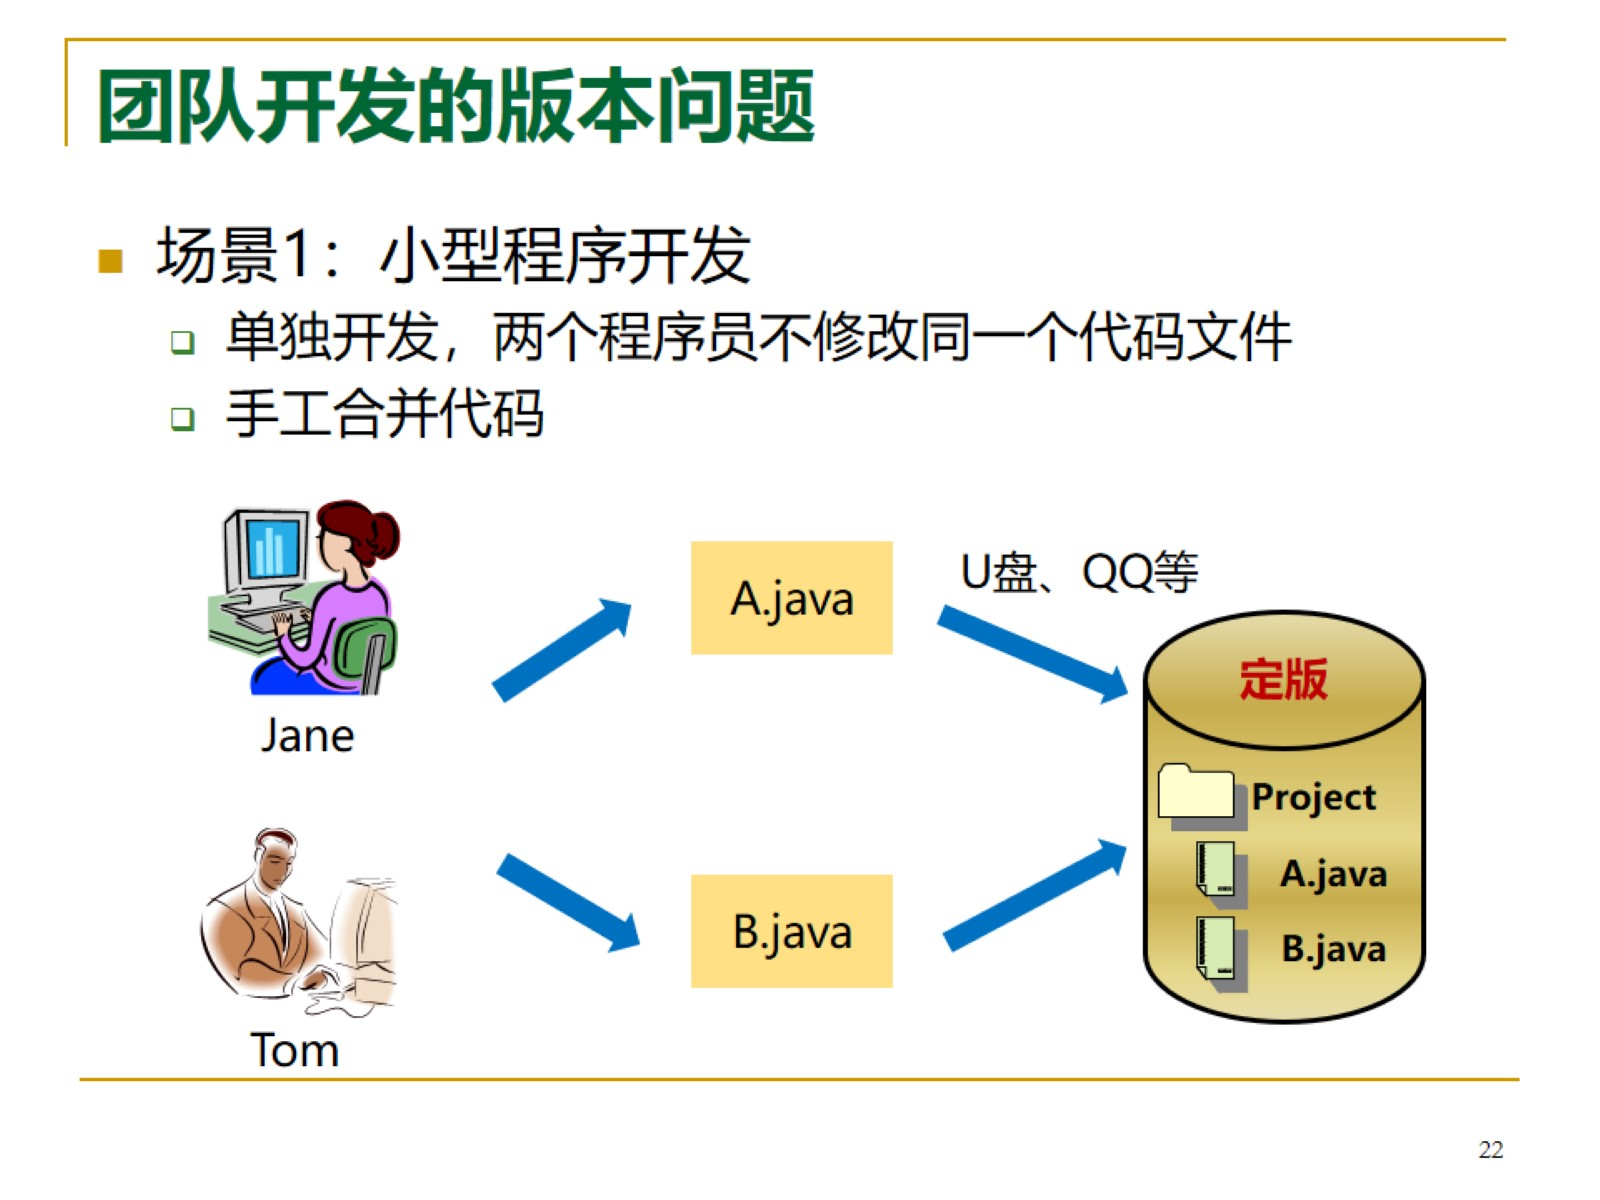 团队开发的版本问题
场景1：小型程序开发
单独开发，两个程序员不修改同一个代码文件
手工合并代码
Jane
A.java
U盘、QQ等
定版
Project
A.java
B.java
B.java
Tom
22